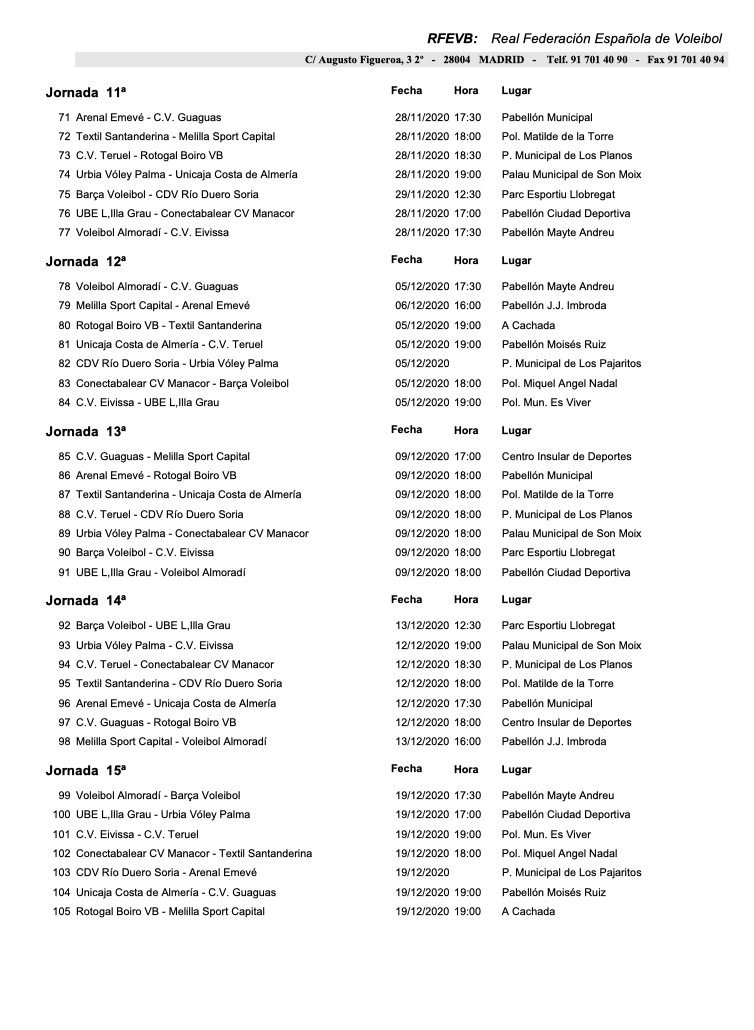 RFEVB: Real Federación Española de Voleibol
C/ Augusto Figueroa, 3 2º - 28004 MADRID - Telf. 91 701 40 90 - Fax 91 701 40 94
Jornada 11ª Fecha Hora Lugar
71 Arenal Emevé - C.V. Guaguas 28/11/2020 17:30 Pabellón Municipal
72 Textil Santanderina - Melilla Sport Capital 28/11/2020 18:00 Pol. Matilde de la Torre
73 C.V. Teruel - Rotogal Boiro VB 28/11/2020 18:30 P. Municipal de Los Planos
74 Urbia Vóley Palma - Unicaja Costa de Almería 28/11/2020 19:00 Palau Municipal de Son Moix
75 Barça Voleibol - CDV Río Duero Soria 29/11/2020 12:30 Parc Esportiu Llobregat
76 UBE L,Illa Grau - Conectabalear CV Manacor 28/11/2020 17:00 Pabellón Ciudad Deportiva
77 Voleibol Almoradí - C.V. Eivissa 28/11/2020 17:30 Pabellón Mayte Andreu
Jornada 12ª Fecha Hora Lugar
78 Voleibol Almoradí - C.V. Guaguas 05/12/2020 17:30 Pabellón Mayte Andreu
79 Melilla Sport Capital - Arenal Emevé 06/12/2020 16:00 Pabellón J.J. Imbroda
80 Rotogal Boiro VB - Textil Santanderina 05/12/2020 19:00 A Cachada
81 Unicaja Costa de Almería - C.V. Teruel 05/12/2020 19:00 Pabellón Moisés Ruiz
82 CDV Río Duero Soria - Urbia Vóley Palma 05/12/2020 P. Municipal de Los Pajaritos
83 Conectabalear CV Manacor - Barça Voleibol 05/12/2020 18:00 Pol. Miquel Angel Nadal
84 C.V. Eivissa - UBE L,Illa Grau 05/12/2020 19:00 Pol. Mun. Es Viver
Jornada 13ª Fecha Hora Lugar
85 C.V. Guaguas - Melilla Sport Capital 09/12/2020 17:00 Centro Insular de Deportes
86 Arenal Emevé - Rotogal Boiro VB 09/12/2020 18:00 Pabellón Municipal
87 Textil Santanderina - Unicaja Costa de Almería 09/12/2020 18:00 Pol. Matilde de la Torre
88 C.V. Teruel - CDV Río Duero Soria 09/12/2020 18:00 P. Municipal de Los Planos
89 Urbia Vóley Palma - Conectabalear CV Manacor 09/12/2020 18:00 Palau Municipal de Son Moix
90 Barça Voleibol - C.V. Eivissa 09/12/2020 18:00 Parc Esportiu Llobregat
91 UBE L,Illa Grau - Voleibol Almoradí 09/12/2020 18:00 Pabellón Ciudad Deportiva
Jornada 14ª Fecha Hora Lugar
92 Barça Voleibol - UBE L,Illa Grau 13/12/2020 12:30 Parc Esportiu Llobregat
93 Urbia Vóley Palma - C.V. Eivissa 12/12/2020 19:00 Palau Municipal de Son Moix
94 C.V. Teruel - Conectabalear CV Manacor 12/12/2020 18:30 P. Municipal de Los Planos
95 Textil Santanderina - CDV Río Duero Soria 12/12/2020 18:00 Pol. Matilde de la Torre
96 Arenal Emevé - Unicaja Costa de Almería 12/12/2020 17:30 Pabellón Municipal
97 C.V. Guaguas - Rotogal Boiro VB 12/12/2020 18:00 Centro Insular de Deportes
98 Melilla Sport Capital - Voleibol Almoradí 13/12/2020 16:00 Pabellón J.J. Imbroda
Jornada 15ª Fecha Hora Lugar
99 Voleibol Almoradí - Barça Voleibol 19/12/2020 17:30 Pabellón Mayte Andreu
100 UBE L,Illa Grau - Urbia Vóley Palma 19/12/2020 17:00 Pabellón Ciudad Deportiva
101 C.V. Eivissa - C.V. Teruel 19/12/2020 19:00 Pol. Mun. Es Viver
102 Conectabalear CV Manacor - Textil Santanderina 19/12/2020 18:00 Pol. Miquel Angel Nadal
103 CDV Río Duero Soria - Arenal Emevé 19/12/2020 P. Municipal de Los Pajaritos
104 Unicaja Costa de Almería - C.V. Guaguas 19/12/2020 19:00 Pabellón Moisés Ruiz
105 Rotogal Boiro VB - Melilla Sport Capital 19/12/2020 19:00 A Cachada